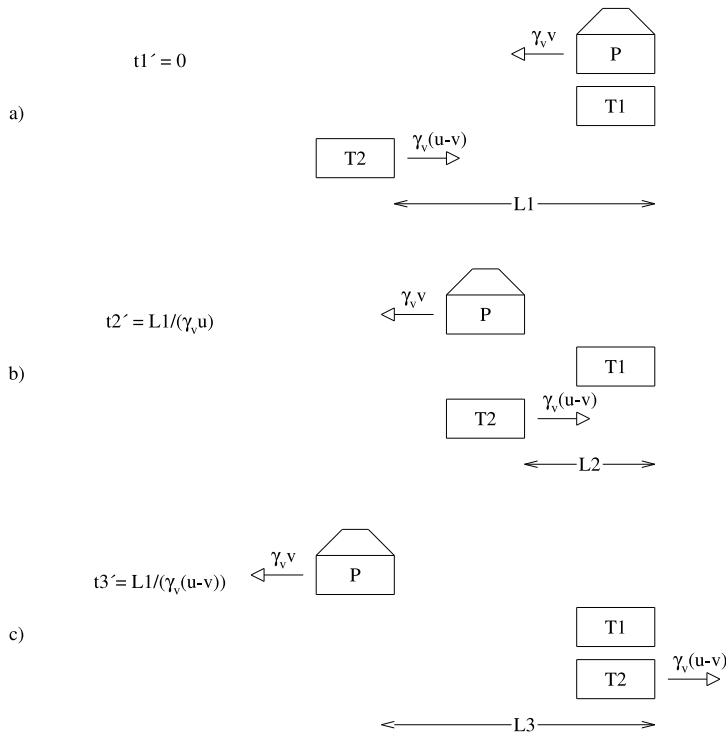 t1´ = 0
γᵥv
P
a)
T1
T2
γᵥ(u-v)
L1
t2´ = L1/(γᵥu)
γᵥv
P
b)
T1
T2
γᵥ(u-v)
L2
t3´= L1/(γᵥ(u-v))
γᵥv
P
c)
T1
T2
γᵥ(u-v)
L3